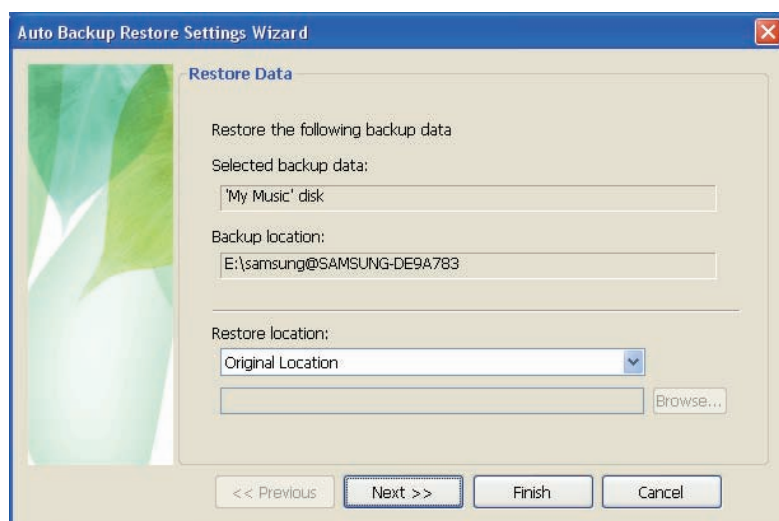 Auto Backup Restore Settings Wizard
Restore Data
Restore the following backup data
Selected backup data:
'My Music' disk
Backup location:
E:\samsung@SAMSUNG-DE9A783
Restore location:
Original Location
Browse...
<< Previous
Next >>
Finish
Cancel